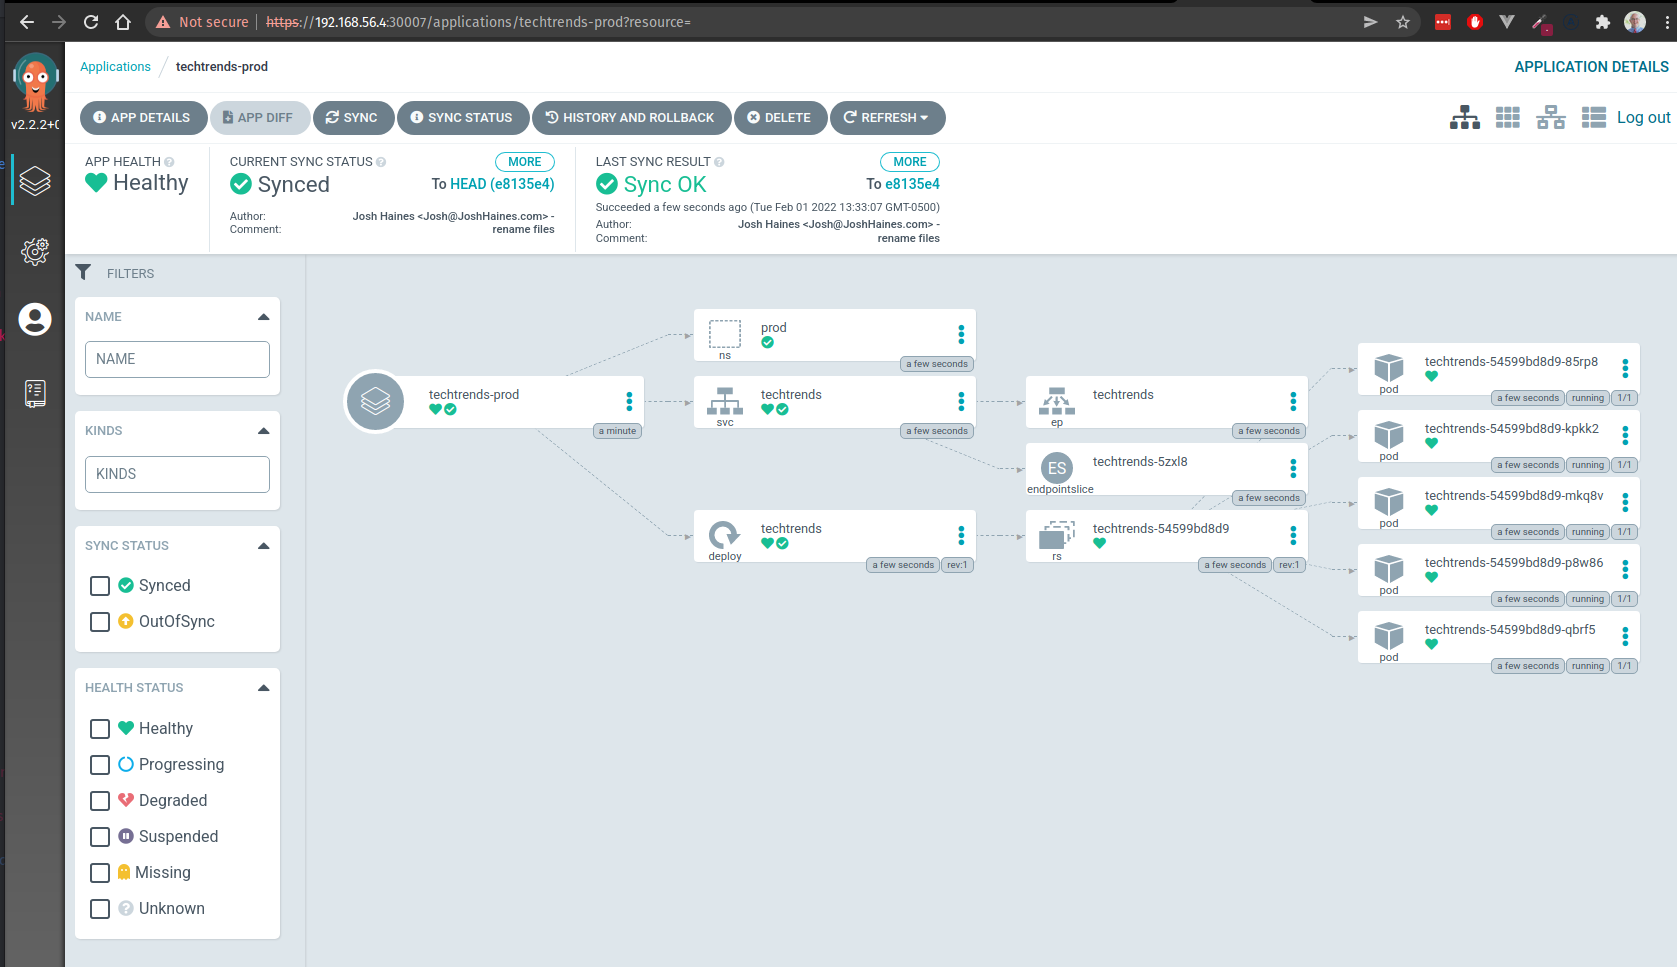 Not secure | https://192.168.56.4:30007/applications/techtrends-prod?resource=
v2.2.2+0
Applications / techtrends-prod
APPLICATION DETAILS
APP DETAILS
APP DIFF
SYNC
SYNC STATUS
HISTORY AND ROLLBACK
DELETE
REFRESH
Log out
APP HEALTH
Healthy
CURRENT SYNC STATUS
MORE
Synced
To HEAD (e8135e4)
Author: Josh Haines <Josh@JoshHaines.com> -
Comment: rename files
LAST SYNC RESULT
MORE
Sync OK
To e8135e4
Succeeded a few seconds ago (Tue Feb 01 2022 13:33:07 GMT-0500)
Author: Josh Haines <Josh@JoshHaines.com> -
Comment: rename files
FILTERS
NAME
NAME
KINDS
KINDS
SYNC STATUS
Synced
OutOfSync
HEALTH STATUS
Healthy
Progressing
Degraded
Suspended
Missing
Unknown
techtrends-prod
a minute
prod
ns
a few seconds
techtrends
svc
a few seconds
techtrends
deploy
a few seconds rev:1
techtrends
ep
a few seconds
ES
techtrends-5zxl8
endpointslice
a few seconds
techtrends-54599bd8d9
rs
a few seconds rev:1
techtrends-54599bd8d9-85rp8
pod
a few seconds running 1/1
techtrends-54599bd8d9-kpkk2
pod
a few seconds running 1/1
techtrends-54599bd8d9-mkq8v
pod
a few seconds running 1/1
techtrends-54599bd8d9-p8w86
pod
a few seconds running 1/1
techtrends-54599bd8d9-qbrf5
pod
a few seconds running 1/1